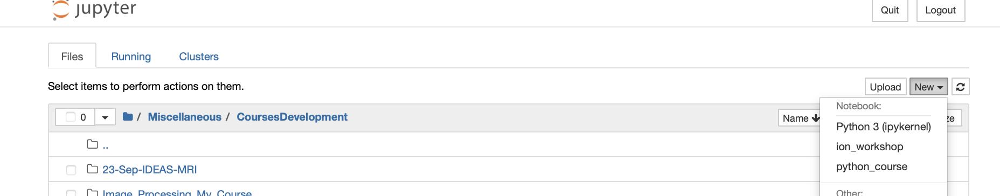 jupyter
Quit Logout
Files Running Clusters
Select items to perform actions on them.
Upload New
Notebook:
0 / Miscellaneous / CoursesDevelopment Name ze
Python 3 (ipykernel)
..
ion_workshop
23-Sep-IDEAS-MRI
python_course
Image_Processing_My_Course
Other: